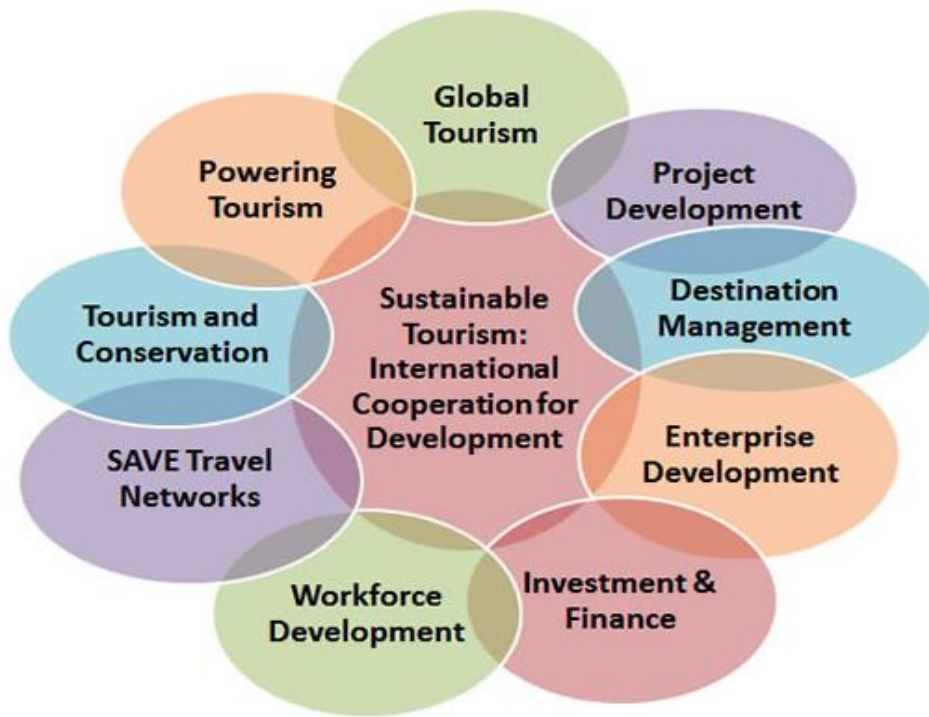 Global
Tourism
Project
Development
Destination
Management
Enterprise
Development
Investment &
Finance
Workforce
Development
SAVE Travel
Networks
Tourism and
Conservation
Powering
Tourism
Sustainable
Tourism:
International
Cooperation for
Development